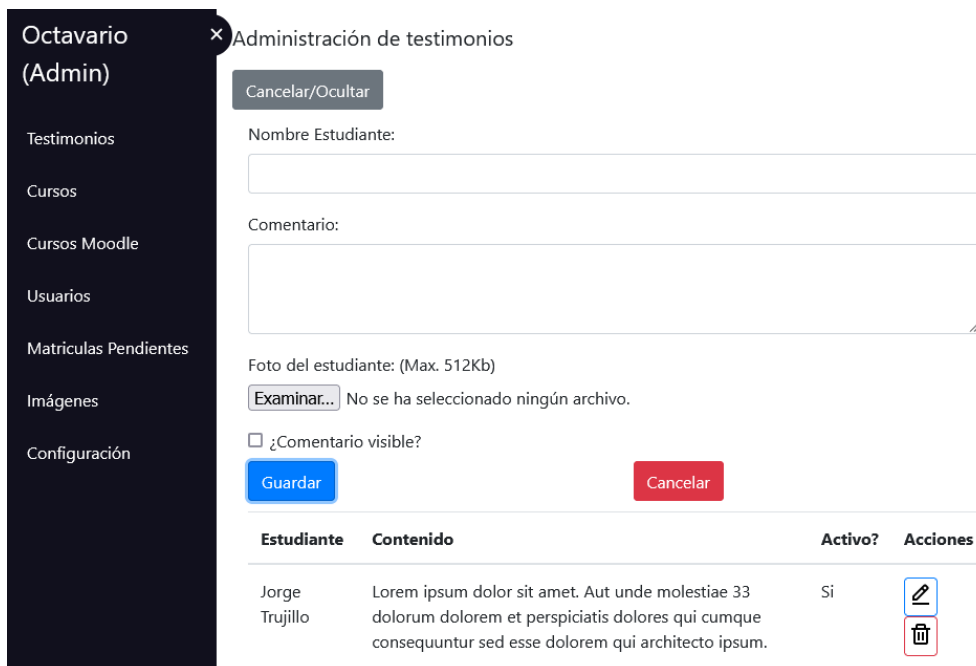 Octavario
(Admin)
×
Testimonios
Cursos
Cursos Moodle
Usuarios
Matriculas Pendientes
Imágenes
Configuración
Administración de testimonios
Cancelar/Ocultar
Nombre Estudiante:
Comentario:
Foto del estudiante: (Max. 512Kb)
Examinar... No se ha seleccionado ningún archivo.
¿Comentario visible?
Guardar Cancelar
Estudiante Contenido Activo? Acciones
Jorge Lorem ipsum dolor sit amet. Aut unde molestiae 33 Si
Trujillo dolorum dolorem et perspiciatis dolores qui cumque
consequuntur sed esse dolorem qui architecto ipsum.